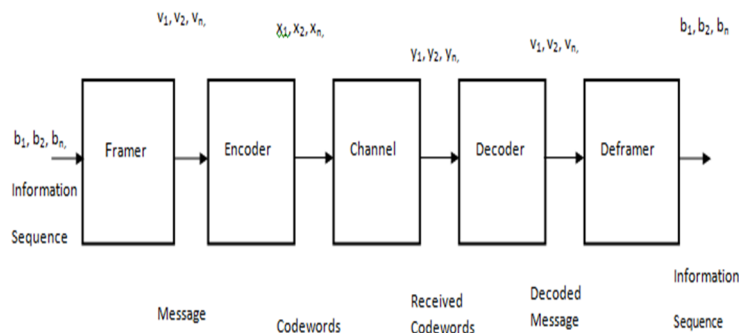 v1, v2, vn,
x1, x2, xn,
y1, y2, yn,
v1, v2, vn,
b1, b2, bn
b1, b2, bn,
Framer
Encoder
Channel
Decoder
Deframer
Information
Sequence
Message
Codewords
Received
Codewords
Decoded
Message
Information
Sequence